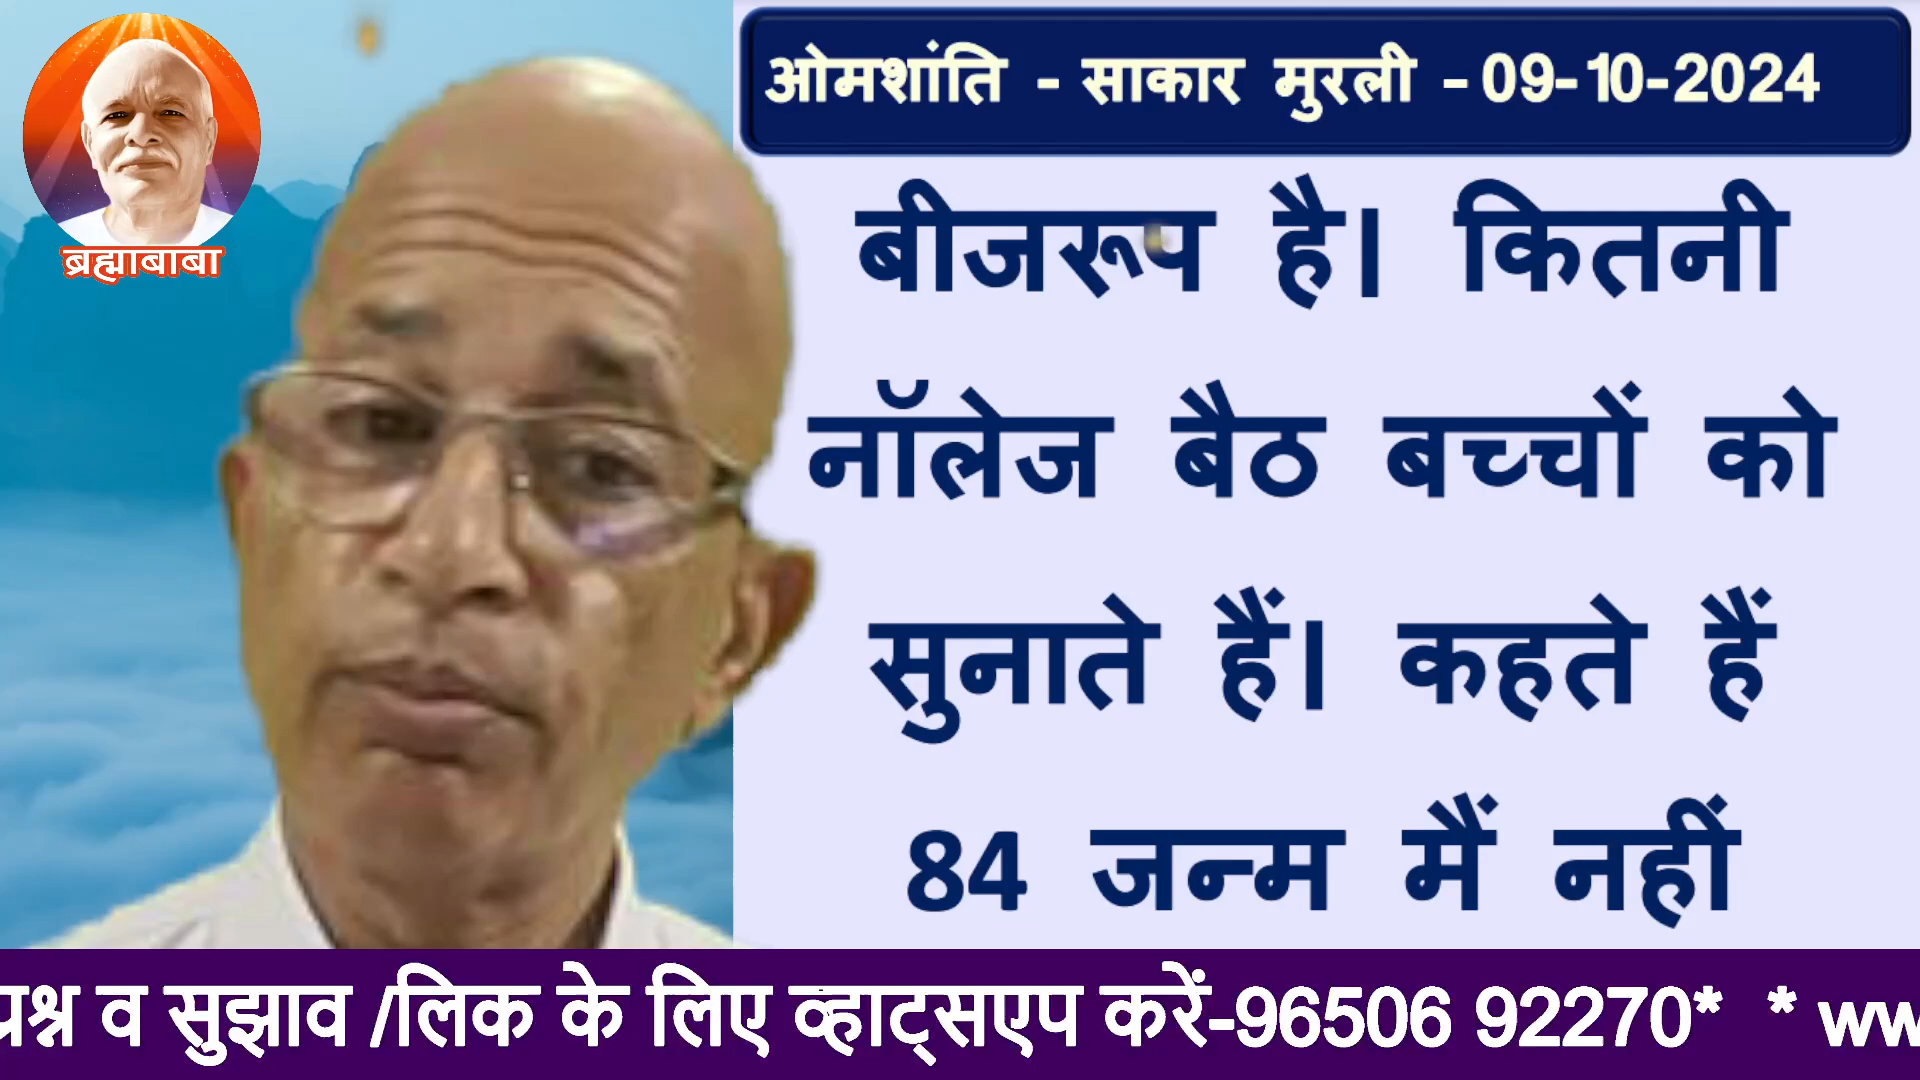 ब्रह्माबाबा
ओमशांति - साकार मुरली - 09-10-2024
बीजरूप है। कितनी
नॉलेज बैठ बच्चों को
सुनाते हैं। कहते हैं
84 जन्म मैं नहीं
प्रश्न व सुझाव /लिक के लिए व्हाट्सएप करें-96506 92270* * ww